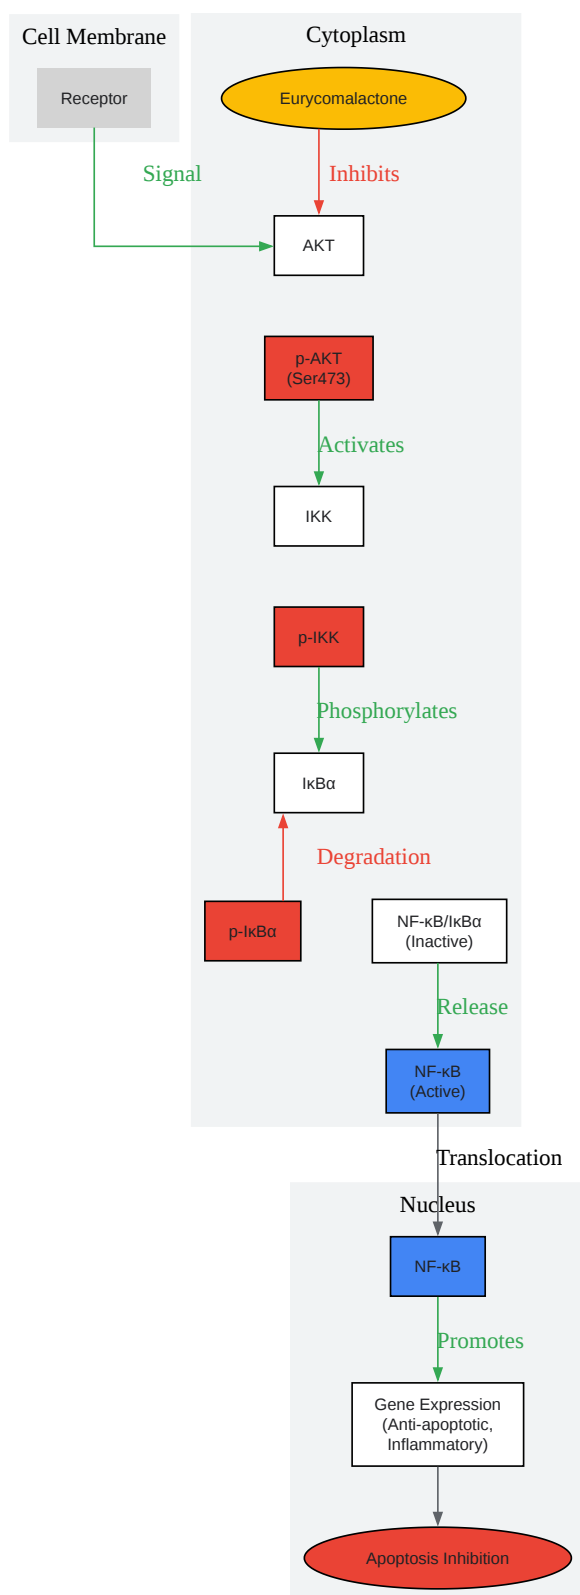 Cell Membrane
Cytoplasm
Receptor
Eurycomalactone
Signal
Inhibits
AKT
p-AKT
(Ser473)
Activates
IKK
p-IKK
Phosphorylates
IκBα
Degradation
p-IκBα
NF-κB/IκBα
(Inactive)
Release
NF-κB
(Active)
Translocation
Nucleus
NF-κB
Promotes
Gene Expression
(Anti-apoptotic,
Inflammatory)
Apoptosis Inhibition